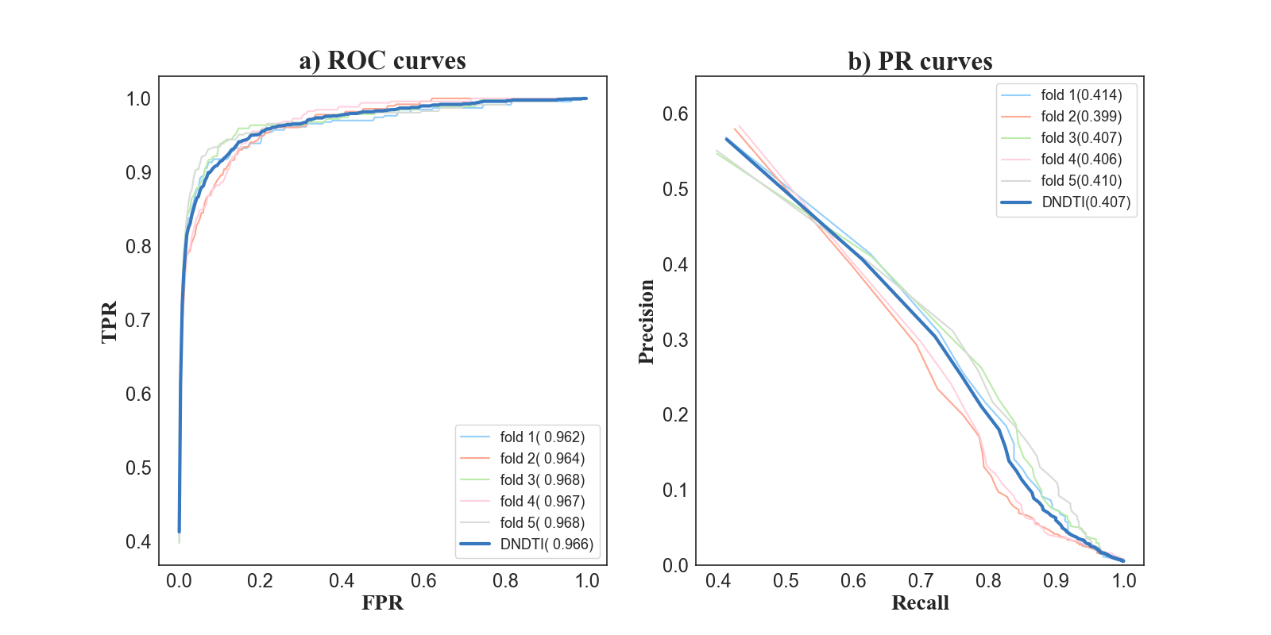 a) ROC curves
TPR
1.0
0.9
0.8
0.7
0.6
0.5
0.4
fold 1( 0.962)
fold 2( 0.964)
fold 3( 0.968)
fold 4( 0.967)
fold 5( 0.968)
DNDTI( 0.966)
0.0 0.2 0.4 0.6 0.8 1.0
FPR
b) PR curves
Precision
0.6
0.5
0.4
0.3
0.2
0.1
0.0
fold 1(0.414)
fold 2(0.399)
fold 3(0.407)
fold 4(0.406)
fold 5(0.410)
DNDTI(0.407)
0.4 0.5 0.6 0.7 0.8 0.9 1.0
Recall